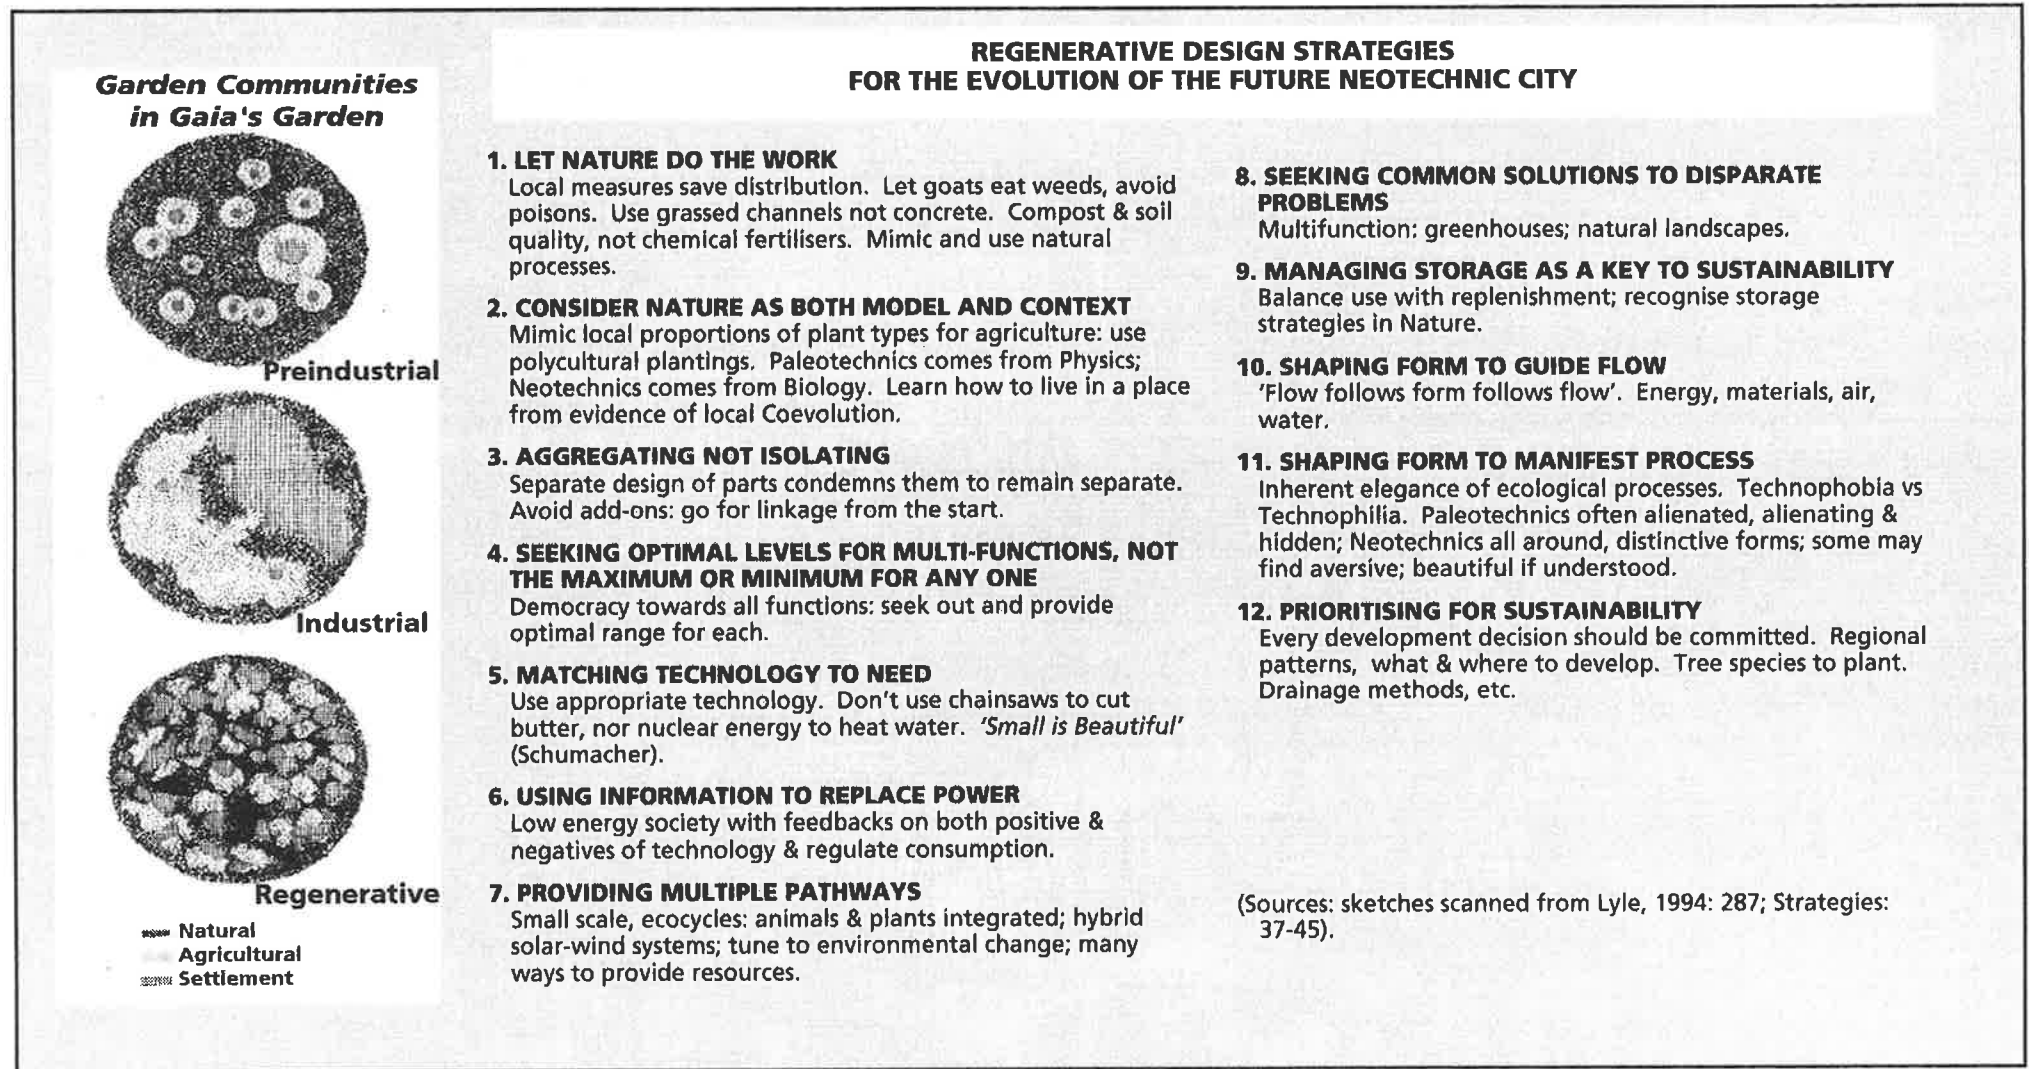 Garden Communities
in Gaia's Garden
Preindustrial
Industrial
Regenerative
Natural
Agricultural
Settlement
REGENERATIVE DESIGN STRATEGIES
FOR THE EVOLUTION OF THE FUTURE NEOTECHNIC CITY
1. LET NATURE DO THE WORK
Local measures save distribution. Let goats eat weeds, avoid
poisons. Use grassed channels not concrete. Compost & soil
quality, not chemical fertilisers. Mimic and use natural
processes.
2. CONSIDER NATURE AS BOTH MODEL AND CONTEXT
Mimic local proportions of plant types for agriculture: use
polycultural plantings. Paleotechnics comes from Physics;
Neotechnics comes from Biology. Learn how to live in a place
from evidence of local Coevolution.
3. AGGREGATING NOT ISOLATING
Separate design of parts condemns them to remain separate.
Avoid add-ons: go for linkage from the start.
4. SEEKING OPTIMAL LEVELS FOR MULTI-FUNCTIONS, NOT
THE MAXIMUM OR MINIMUM FOR ANY ONE
Democracy towards all functions: seek out and provide
optimal range for each.
5. MATCHING TECHNOLOGY TO NEED
Use appropriate technology. Don't use chainsaws to cut
butter, nor nuclear energy to heat water. 'Small is Beautiful'
(Schumacher).
6. USING INFORMATION TO REPLACE POWER
Low energy society with feedbacks on both positive &
negatives of technology & regulate consumption.
7. PROVIDING MULTIPLE PATHWAYS
Small scale, ecocycles: animals & plants integrated; hybrid
solar-wind systems; tune to environmental change; many
ways to provide resources.
8. SEEKING COMMON SOLUTIONS TO DISPARATE
PROBLEMS
Multifunction: greenhouses; natural landscapes.
9. MANAGING STORAGE AS A KEY TO SUSTAINABILITY
Balance use with replenishment; recognise storage
strategies in Nature.
10. SHAPING FORM TO GUIDE FLOW
'Flow follows form follows flow'. Energy, materials, air,
water.
11. SHAPING FORM TO MANIFEST PROCESS
Inherent elegance of ecological processes. Technophobia vs
Technophilia. Paleotechnics often alienated, alienating &
hidden; Neotechnics all around, distinctive forms; some may
find aversive; beautiful if understood.
12. PRIORITISING FOR SUSTAINABILITY
Every development decision should be committed. Regional
patterns, what & where to develop. Tree species to plant.
Drainage methods, etc.
(Sources: sketches scanned from Lyle, 1994: 287; Strategies:
37-45).